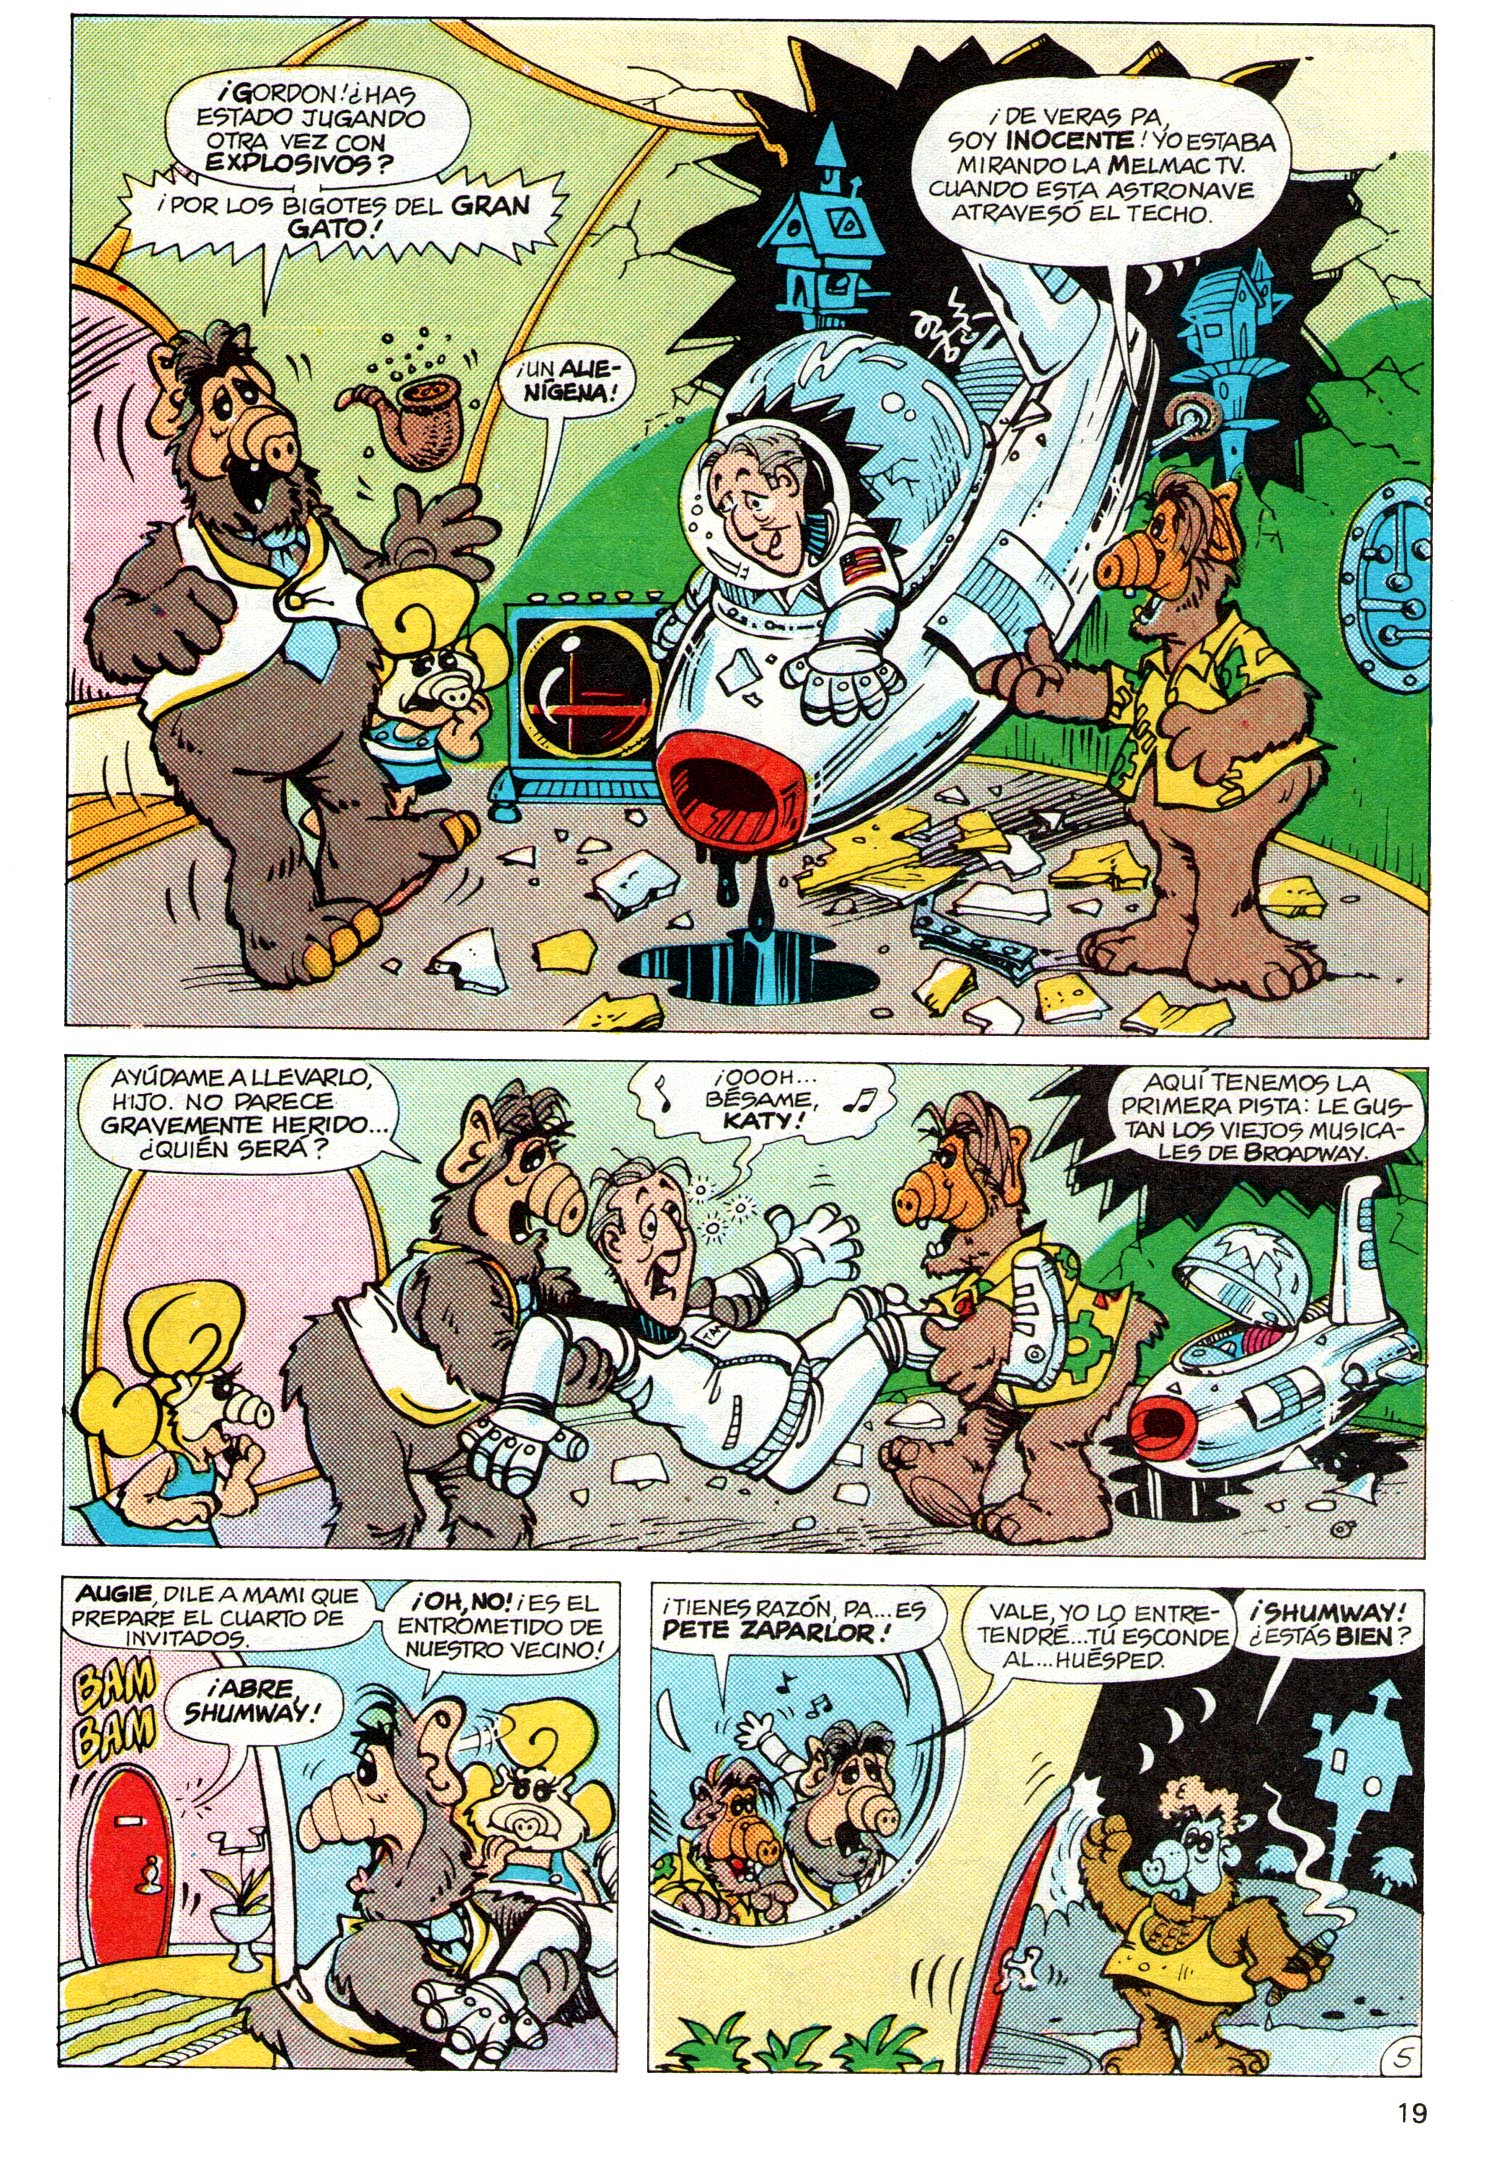 ¡GORDON! ¿HAS
ESTADO JUGANDO
OTRA VEZ CON
EXPLOSIVOS?
¡POR LOS BIGOTES DEL GRAN
GATO!
¡UN ALIE-
NÍGENA!
¡DE VERAS PA,
SOY INOCENTE! YO ESTABA
MIRANDO LA MELMAC TV.
CUANDO ESTA ASTRONAVE
ATRAVESÓ EL TECHO.
AYÚDAME A LLEVARLO,
HIJO. NO PARECE
GRAVEMENTE HERIDO...
¿QUIÉN SERÁ?
¡OOOH...
BÉSAME,
KATY!
AQUÍ TENEMOS LA
PRIMERA PISTA: LE GUS-
TAN LOS VIEJOS MUSICA-
LES DE BROADWAY.
TAN
AUGIE, DILE A MAMI QUE
PREPARE EL CUARTO DE
INVITADOS.
BAM
BAM
¡ABRE,
SHUMWAY!
¡OH, NO! ¡ES EL
ENTROMETIDO DE
NUESTRO VECINO!
¡TIENES RAZÓN, PA... ES
PETE ZAPARLOR!
VALE, YO LO ENTRE-
TENDRÉ... TÚ ESCONDE
AL... HUÉSPED.
¡SHUMWAY!
¿ESTÁS BIEN?
5
19